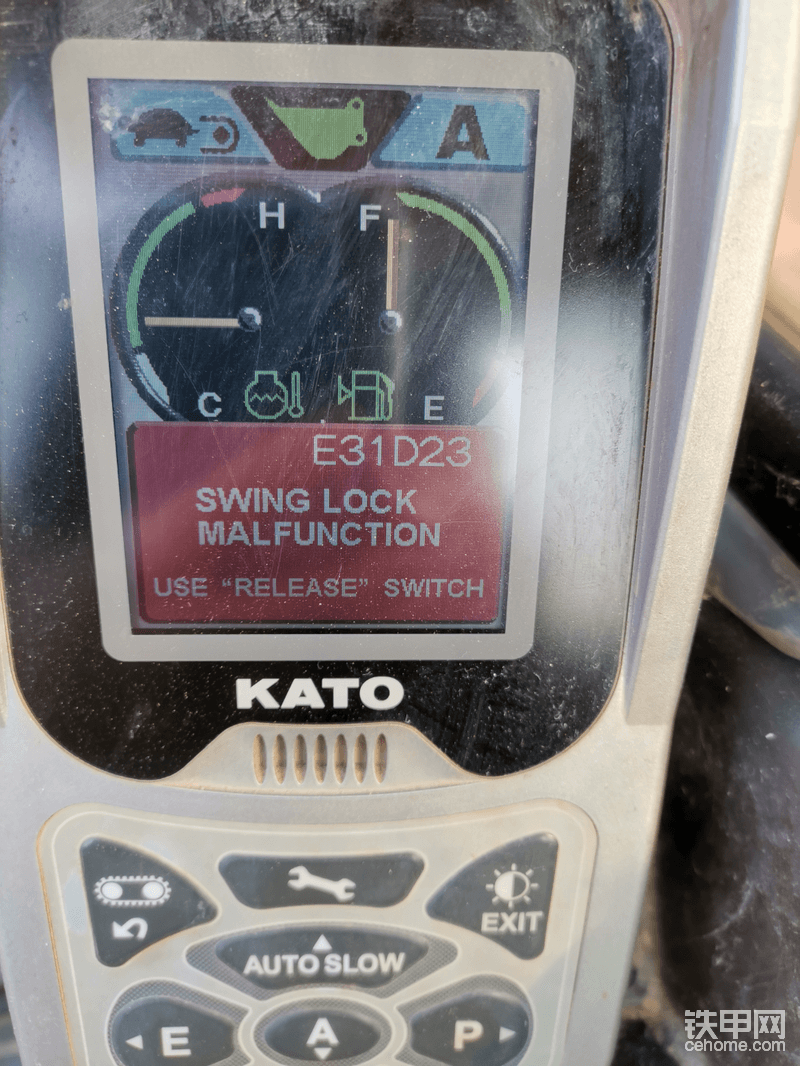 A
H F
C E
E31D23
SWING LOCK
MALFUNCTION
USE “RELEASE” SWITCH
KATO
EXIT
AUTO SLOW
E A P
铁甲网
cehome.com